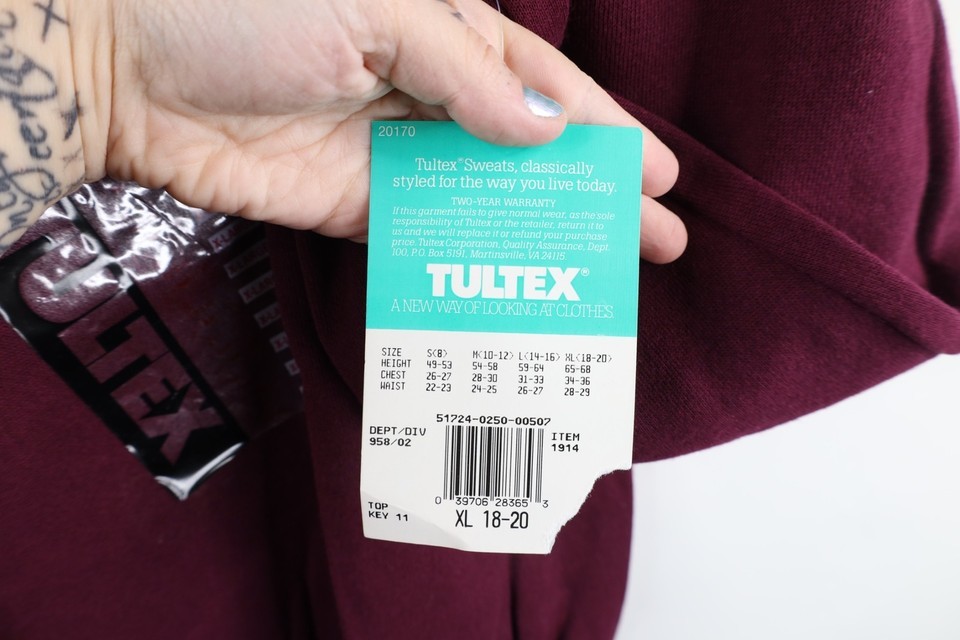 20170
Tultex® Sweats, classically
styled for the way you live today.
TWO-YEAR WARRANTY
If this garment fails to give normal wear, as the sole
responsibility of Tultex or the retailer, return it to
us and we will replace it or refund your purchase
price. Tultex Corporation, Quality Assurance, Dept.
100, P.O. Box 5191, Martinsville, VA 24115
TULTEX®
A NEW WAY OF LOOKING AT CLOTHES.
SIZE S(8) M(10-12) L(14-16) XL(18-20)
HEIGHT 49-53 54-58 59-64 65-68
CHEST 26-27 28-30 31-33 34-36
WAIST 22-23 24-25 26-27 28-29
51724-0250-00507
DEPT/DIV
958/02
ITEM
1914
0 39706 28365 3
TOP
KEY 11
XL 18-20
TULTEX